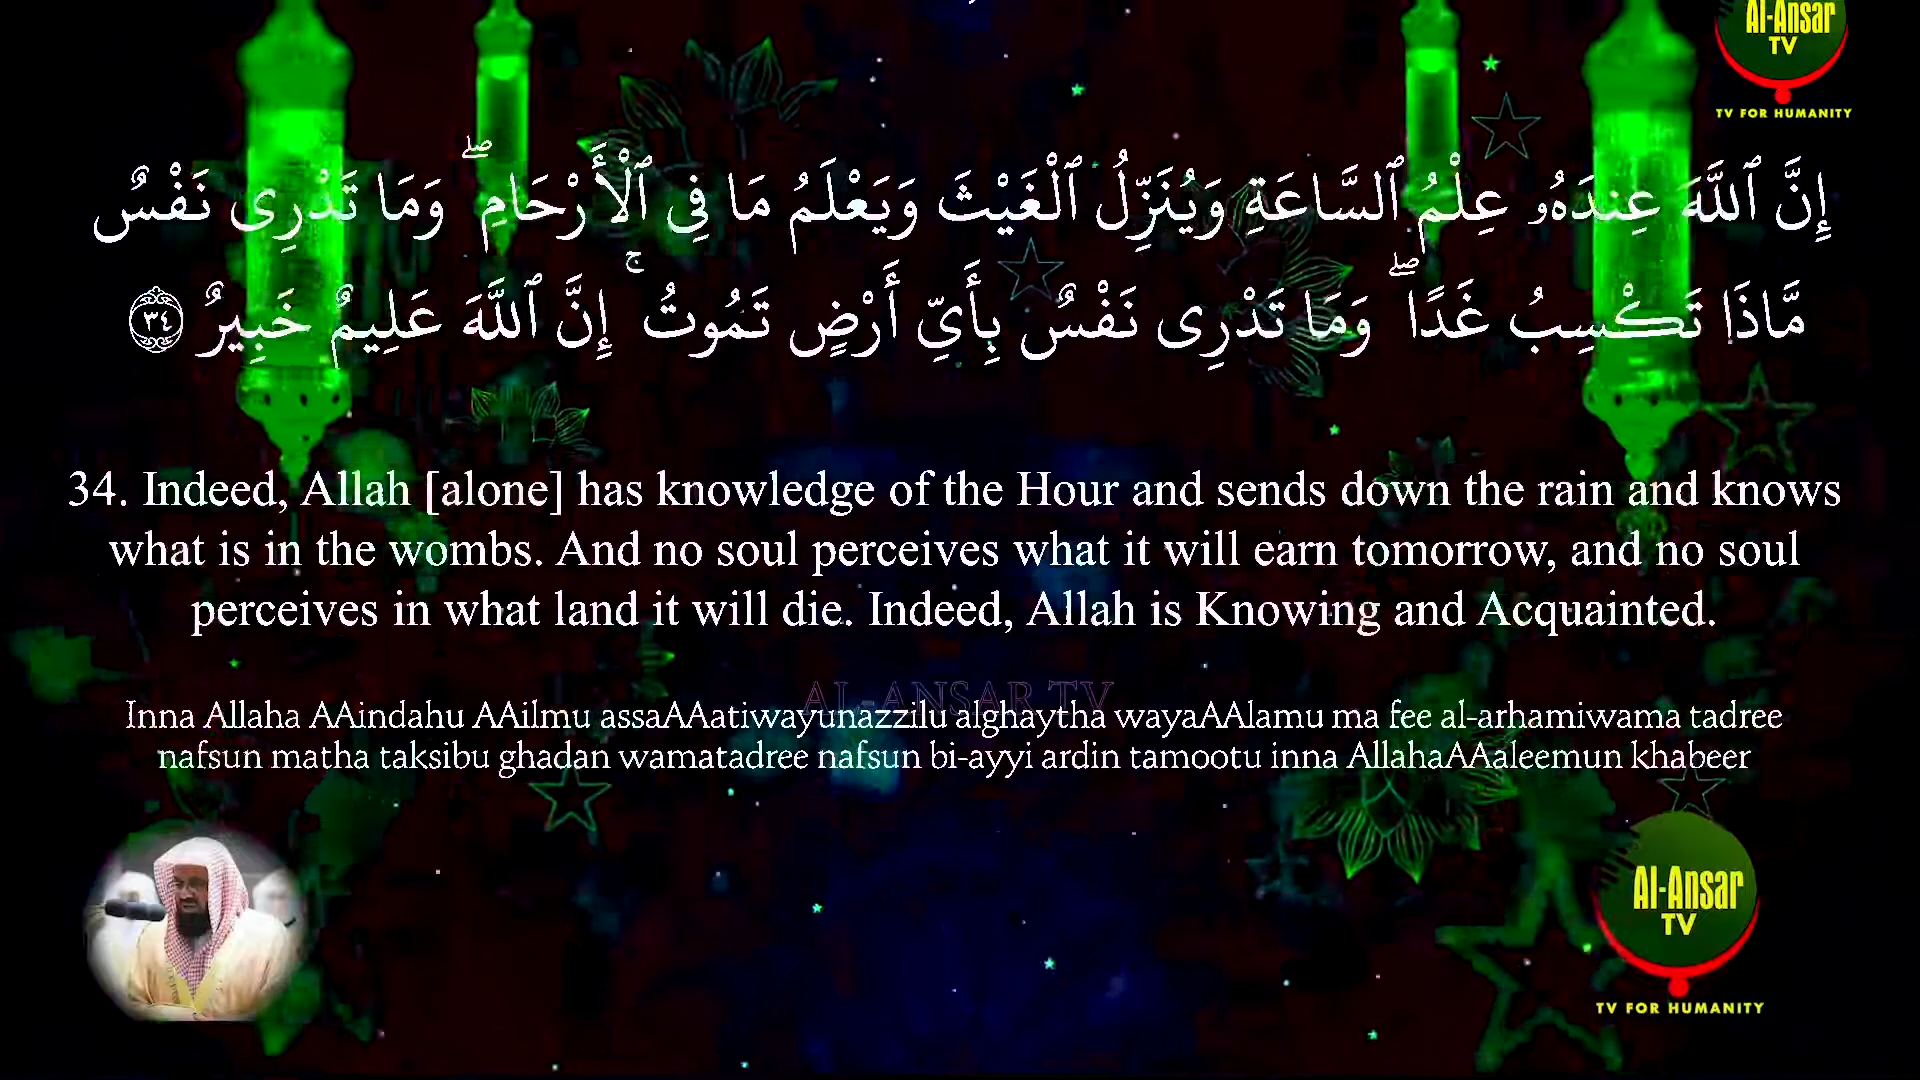 Al-Ansar
TV
TV FOR HUMANITY
إِنَّ ٱللَّهَ عِندَهُۥ عِلْمُ ٱلسَّاعَةِ وَيُنَزِّلُ ٱلْغَيْثَ وَيَعْلَمُ مَا فِى ٱلْأَرْحَامِ ۖ وَمَا تَدْرِى نَفْسٌ
مَّاذَا تَكْسِبُ غَدًا ۖ وَمَا تَدْرِى نَفْسٌۢ بِأَىِّ أَرْضٍ تَمُوتُ ۚ إِنَّ ٱللَّهَ عَلِيمٌ خَبِيرٌ ٣٤
34. Indeed, Allah [alone] has knowledge of the Hour and sends down the rain and knows
what is in the wombs. And no soul perceives what it will earn tomorrow, and no soul
perceives in what land it will die. Indeed, Allah is Knowing and Acquainted.
AL-ANSAR TV
Inna Allaha AAindahu AAilmu assaAAatiwayunazzilu alghaytha wayaAAlamu ma fee al-arhamiwama tadree
nafsun matha taksibu ghadan wamatadree nafsun bi-ayyi ardin tamootu inna AllahaAAaleemun khabeer
Al-Ansar
TV
TV FOR HUMANITY